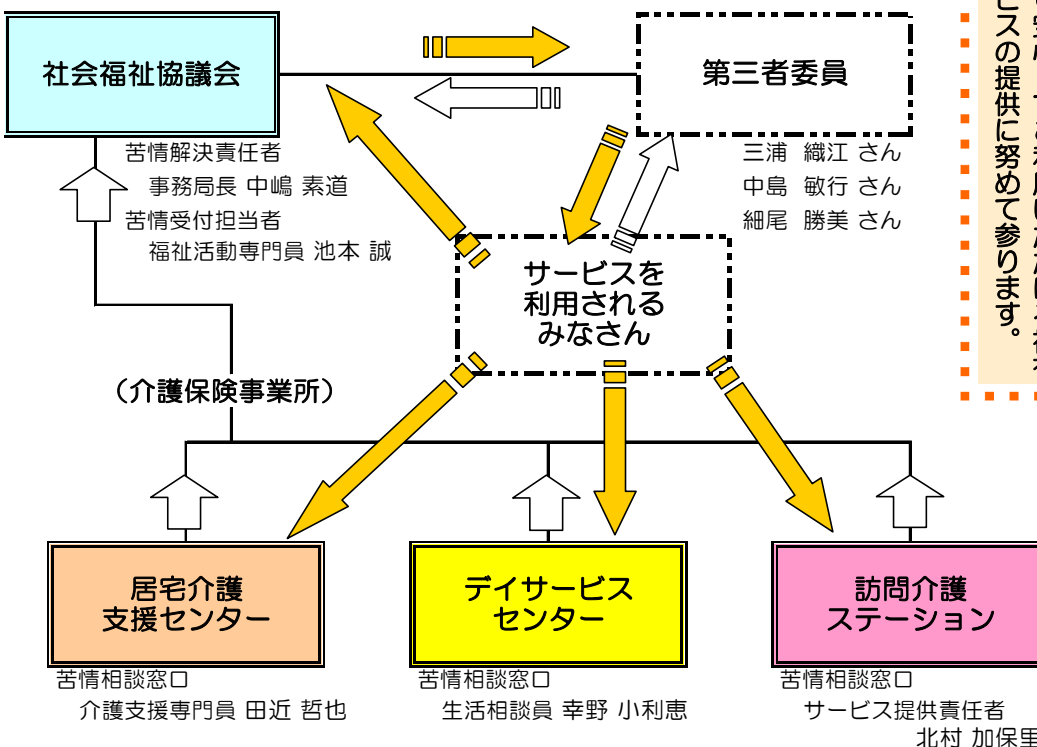 社会福祉協議会
第三者委員
苦情解決責任者
事務局長 中嶋 素道
苦情受付担当者
福祉活動専門員 池本 誠
三浦 織江 さん
中島 敏行 さん
細尾 勝美 さん
ビスの提供に努めて参ります。
サービスを
利用される
みなさん
（介護保険事業所）
居宅介護
支援センター
苦情相談窓口
介護支援専門員 田近 哲也
デイサービス
センター
苦情相談窓口
生活相談員 幸野 小利恵
訪問介護
ステーション
苦情相談窓口
サービス提供責任者
北村 加保里